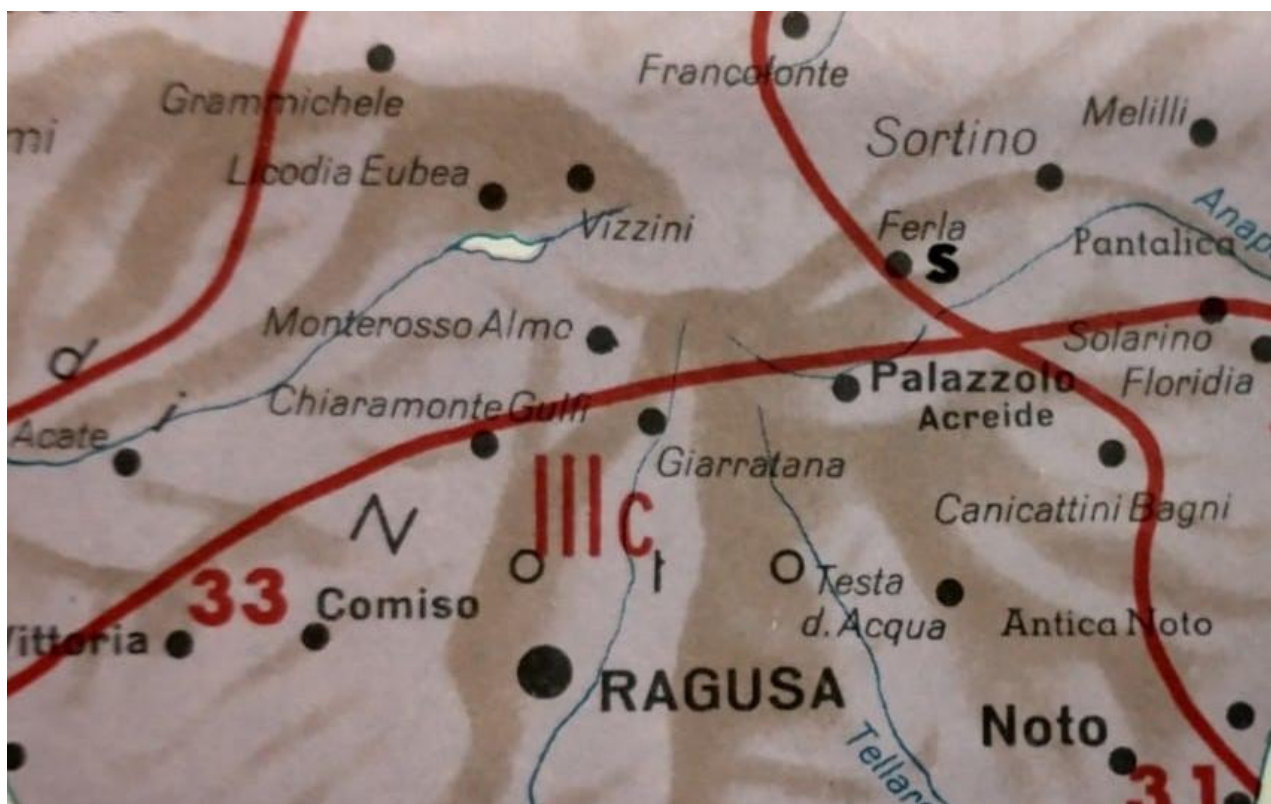 Grammichele
Francofonte
Melilli
mi
Sortino
Licodia Eubea
Vizzini
Ferla
S
Pantalica
Anap
Monterosso Almo
Solarino
d
i
Palazzolo
Acreide
Floridia
Chiaramonte Gulfi
Acate
Giarratana
Canicattini Bagni
N
III c
O
t
O
Testa
d. Acqua
33
Comiso
Antica Noto
Vittoria
RAGUSA
Noto
Tellaro
31